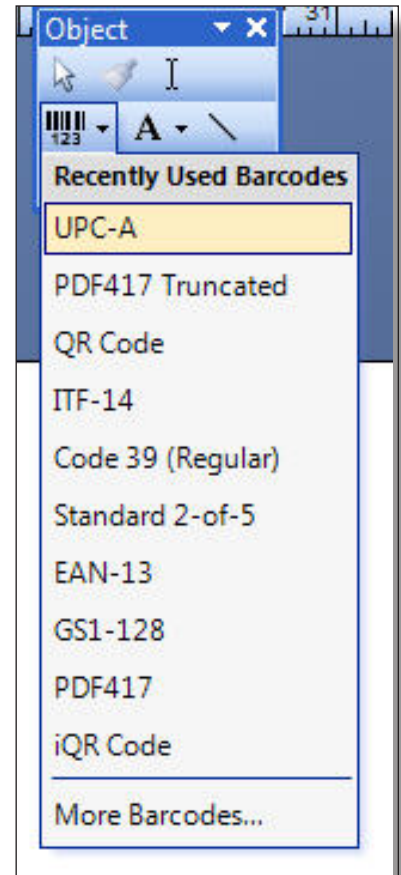 Object
31
123
A
Recently Used Barcodes
UPC-A
PDF417 Truncated
QR Code
ITF-14
Code 39 (Regular)
Standard 2-of-5
EAN-13
GS1-128
PDF417
iQR Code
More Barcodes...